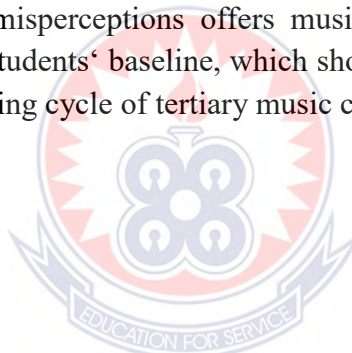 misperceptions offers musi
tudents‘ baseline, which sho
ing cycle of tertiary music c
EDUCATION FOR SERVICE